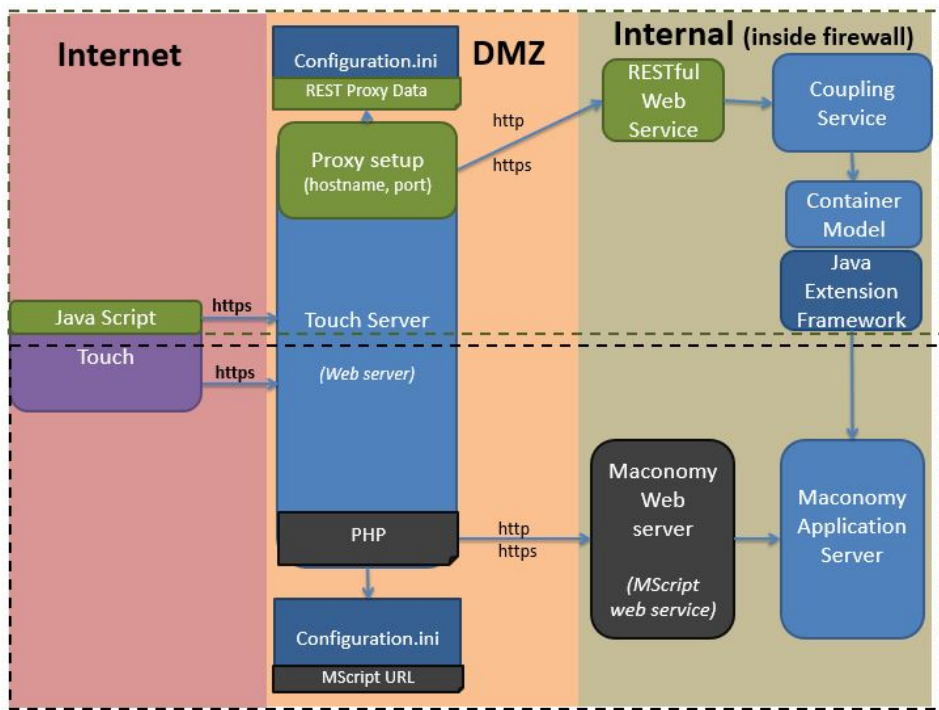 Internet
DMZ
Internal (inside firewall)
Configuration.ini
REST Proxy Data
Proxy setup
(hostname, port)
http
https
RESTful
Web
Service
Coupling
Service
Container
Model
Java
Extension
Framework
Java Script
https
Touch
https
Touch Server
(Web server)
PHP
http
https
Maconomy
Web
server
(MScript
web service)
Maconomy
Application
Server
Configuration.ini
MScript URL